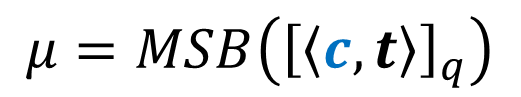 μ = MSB([⟨c, t⟩]_q)